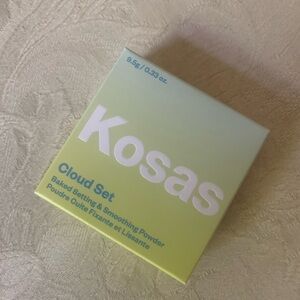 9.5g / 0.33 oz.
Kosas
Cloud Set
Baked Setting & Smoothing Powder
Poudre Cuite Fixante et Lissante